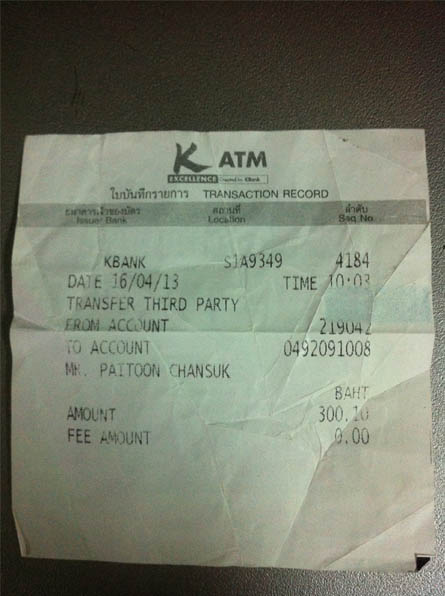 K ATM
EXCELLENCE Created by KBank
ใบบันทึกรายการ TRANSACTION RECORD
ธนาคารเจ้าของบัตร สถานที่ ลำดับ
Issuer Bank Location Seq No.
KBANK S1A9349 4184
DATE 16/04/13 TIME 10:03
TRANSFER THIRD PARTY
FROM ACCOUNT 219042
TO ACCOUNT 0492091008
MR. PAITOON CHANSUK
BAHT
AMOUNT 300.10
FEE AMOUNT 0.00